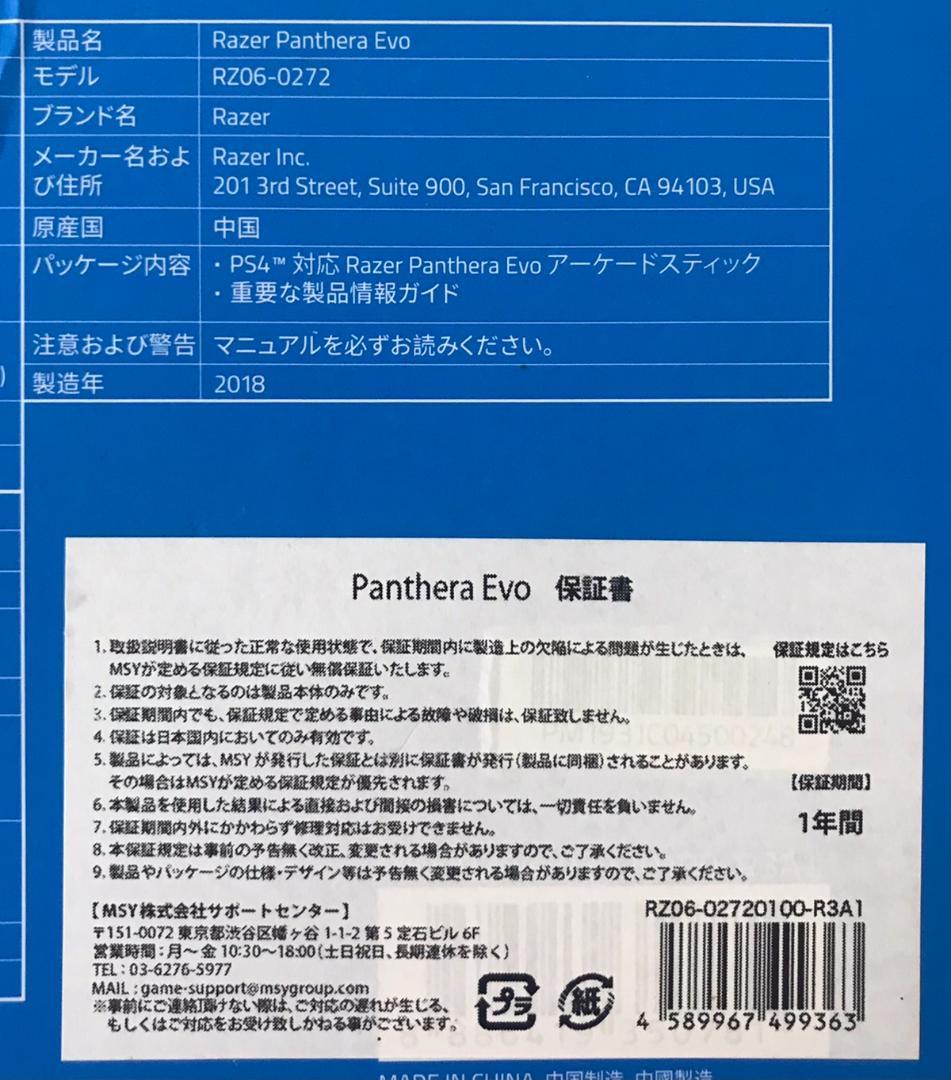 製品名 Razer Panthera Evo
モデル RZ06-0272
ブランド名 Razer
メーカー名およ Razer Inc.
び住所 201 3rd Street, Suite 900, San Francisco, CA 94103, USA
原産国 中国
パッケージ内容 ・PS4™ 対応 Razer Panthera Evo アーケードスティック
・重要な製品情報ガイド
注意および警告 マニュアルを必ずお読みください。
)
製造年 2018
Panthera Evo 保証書
1. 取扱説明書に従った正常な使用状態で、保証期間内に製造上の欠陥による問題が生じたときは、
MSYが定める保証規定に従い無償保証いたします。
2. 保証の対象となるのは製品本体のみです。
3. 保証期間内でも、保証規定で定める事由による故障や破損は、保証致しません。
4. 保証は日本国内においてのみ有効です。
5. 製品によっては、MSY が発行した保証とは別に保証書が発行(製品に同梱)されることがあります。
その場合はMSYが定める保証規定が優先されます。
6. 本製品を使用した結果による直接および間接の損害については、一切責任を負いません。
7. 保証期間内外にかかわらず修理対応はお受けできません。
8. 本保証規定は事前の予告無く改正、変更される場合がありますので、ご了承ください。
9. 製品やパッケージの仕様・デザイン等は予告無く変更される場合がありますので、ご了承ください。
保証規定はこちら
PM1931C04500248
【保証期間】
1年間
【MSY株式会社サポートセンター】
〒151-0072 東京都渋谷区幡ヶ谷 1-1-2 第 5 定石ビル 6F
営業時間：月～金 10:30～18:00(土日祝日、長期連休を除く)
TEL：03-6276-5977
MAIL：game-support@msygroup.com
※事前にご連絡頂けない際は、ご対応の遅れが生じる、
もしくはご対応をお受け致しかねる事がございます。
プラ
紙
RZ06-02720100-R3A1
4 589967 499363
MADE IN CHINA 中国制造 中國製造